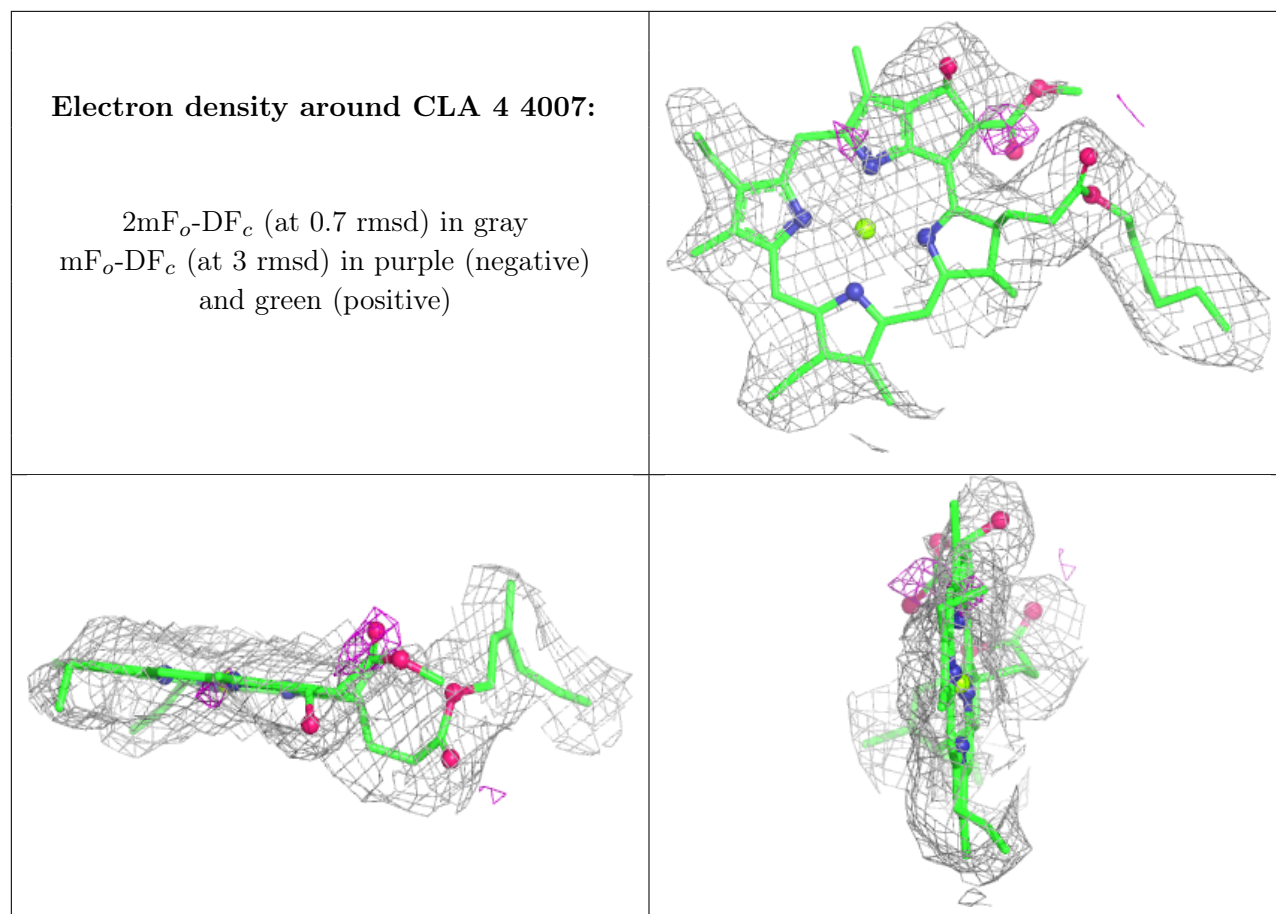 Electron density around CLA 4 4007:
2mFo-DFc (at 0.7 rmsd) in gray
mFo-DFc (at 3 rmsd) in purple (negative)
and green (positive)